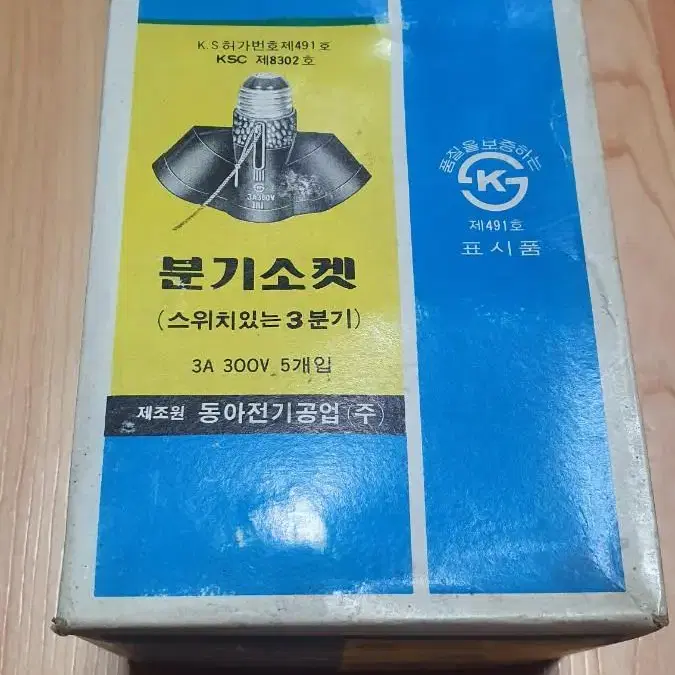 K.S허가번호제491호
KSC 제8302호
3A300V
분기소켓
(스위치있는3분기)
3A 300V 5개입
제조원 동아전기공업(주)
품질을보증하는
제491호
표시품